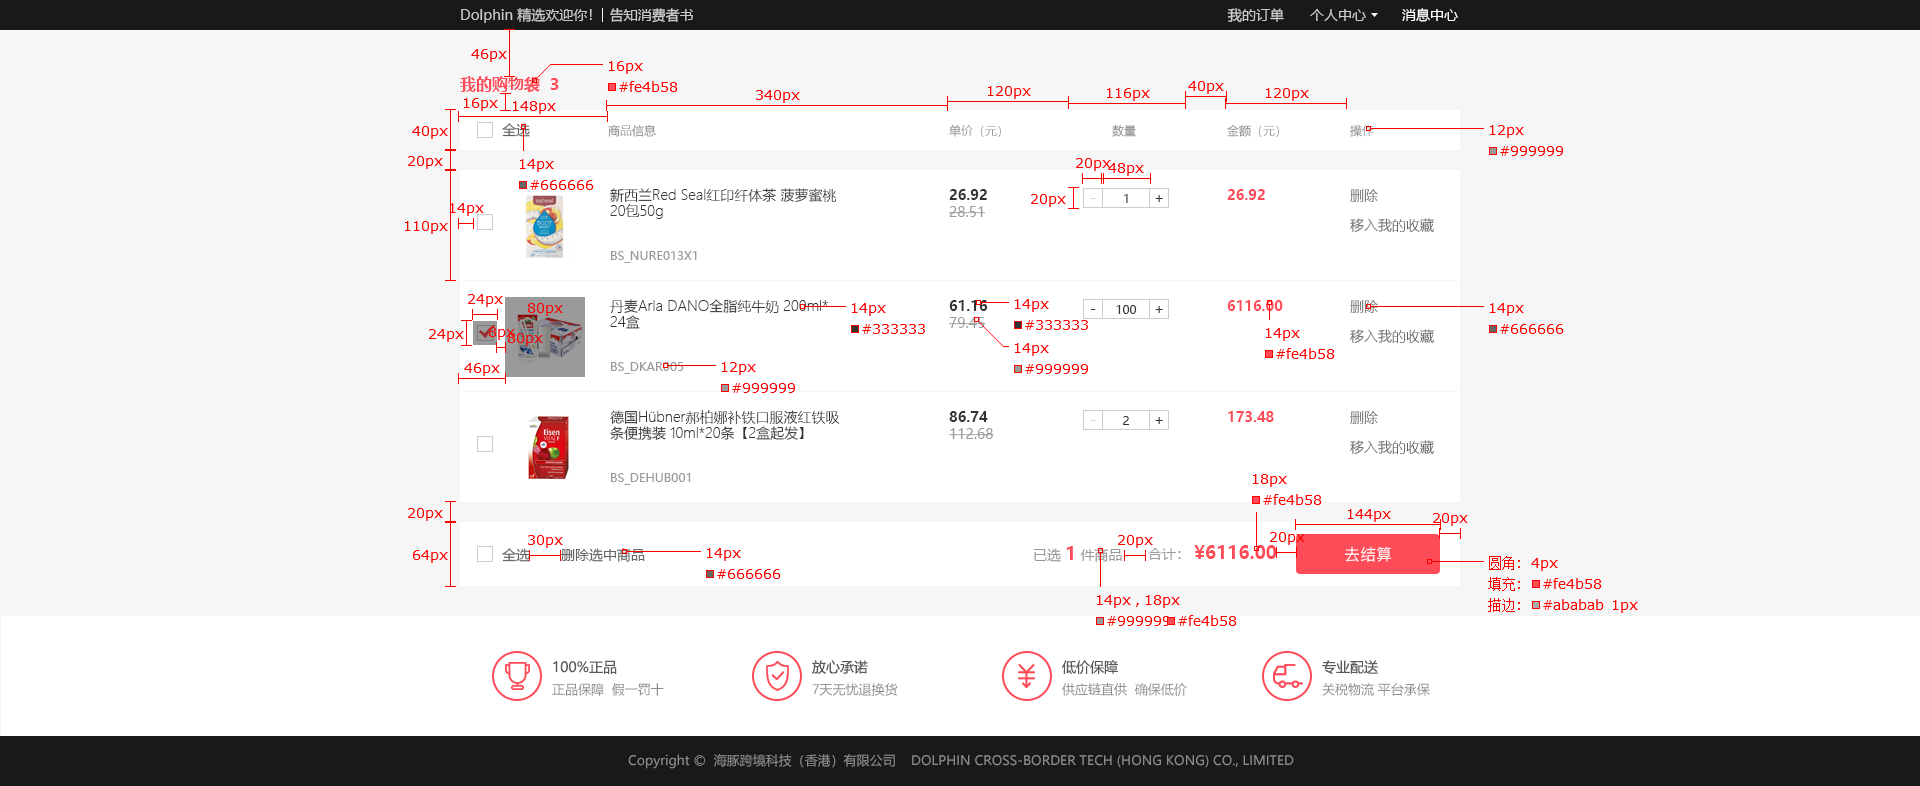 Dolphin 精选欢迎你! | 告知消费者书
我的订单 个人中心 消息中心
46px
16px
#fe4b58
我的购物袋 3
16px
148px
340px
120px
116px
40px
120px
40px
全选 商品信息 单价（元） 数量 金额（元） 操作
12px
#999999
20px
14px
#666666
20px
48px
20px
14px
110px
新西兰Red Seal红印纤体茶 菠萝蜜桃
20包50g
BS_NURE013X1
26.92
28.51
- 1 +
26.92
删除
移入我的收藏
24px
80px
24px
8px
80px
46px
丹麦Arla DANO全脂纯牛奶 200ml*
24盒
14px
#333333
BS_DKAR005
12px
#999999
61.16
79.45
14px
#333333
14px
#999999
- 100 +
6116.00
14px
#fe4b58
删除
移入我的收藏
14px
#666666
Eisen
德国Hübner郝柏娜补铁口服液红铁吸
条便携装 10ml*20条【2盒起发】
BS_DEHUB001
86.74
112.68
- 2 +
173.48
删除
移入我的收藏
18px
#fe4b58
20px
64px
144px
20px
全选
30px
删除选中商品
14px
#666666
已选 1 件商品
20px
合计： ¥6116.00
20px
去结算
14px , 18px
#999999
#fe4b58
圆角：4px
填充： #fe4b58
描边： #ababab 1px
100%正品
正品保障 假一罚十
放心承诺
7天无忧退换货
低价保障
供应链直供 确保低价
专业配送
关税物流 平台承保
Copyright © 海豚跨境科技（香港）有限公司 DOLPHIN CROSS-BORDER TECH (HONG KONG) CO., LIMITED